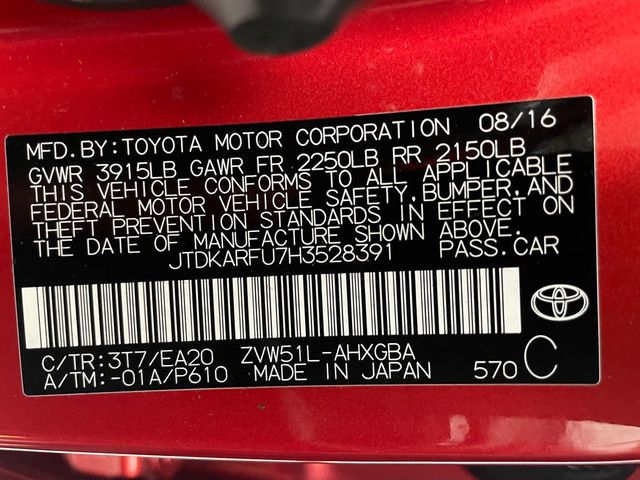 MFD.BY:TOYOTA MOTOR CORPORATION 08/16
GVWR 3915LB GAWR FR 2250LB RR 2150LB
THIS VEHICLE CONFORMS TO ALL APPLICABLE
FEDERAL MOTOR VEHICLE SAFETY,BUMPER,AND
THEFT PREVENTION STANDARDS IN EFFECT ON
THE DATE OF MANUFACTURE SHOWN ABOVE.
JTDKARFU7H3528391 PASS.CAR
C/TR:3T7/EA20 ZVW51L-AHXGBA
A/TM:-01A/P610 MADE IN JAPAN 570 C